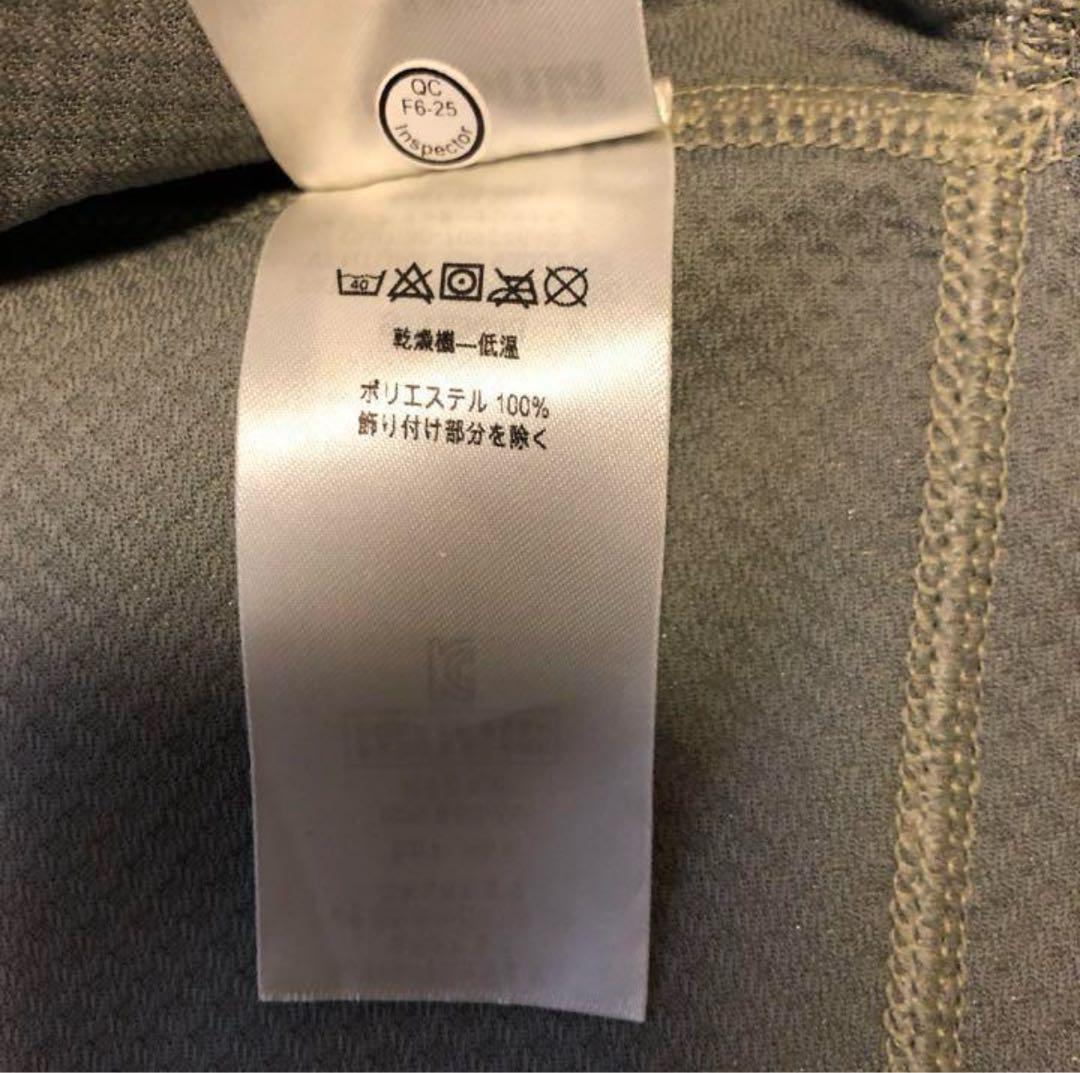 QC
F6-25
Inspector
40
乾燥機—低温
ポリエステル 100%
飾り付け部分を除く